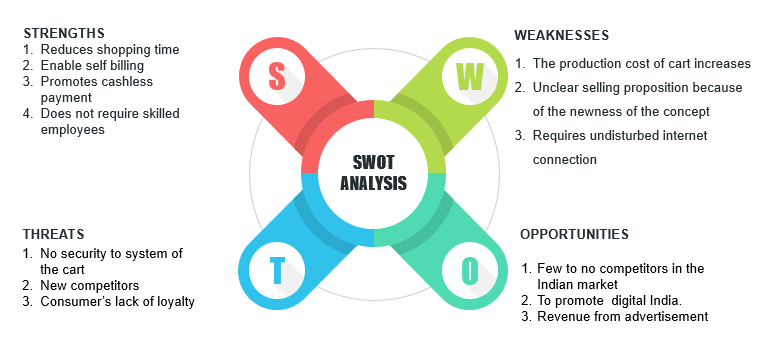 STRENGTHS
1. Reduces shopping time
2. Enable self billing
3. Promotes cashless
payment
4. Does not require skilled
employees
WEAKNESSES
1. The production cost of cart increases
2. Unclear selling proposition because
of the newness of the concept
3. Requires undisturbed internet
connection
S
W
SWOT
ANALYSIS
T
O
THREATS
1. No security to system of
the cart
2. New competitors
3. Consumer's lack of loyalty
OPPORTUNITIES
1. Few to no competitors in the
Indian market
2. To promote digital India.
3. Revenue from advertisement